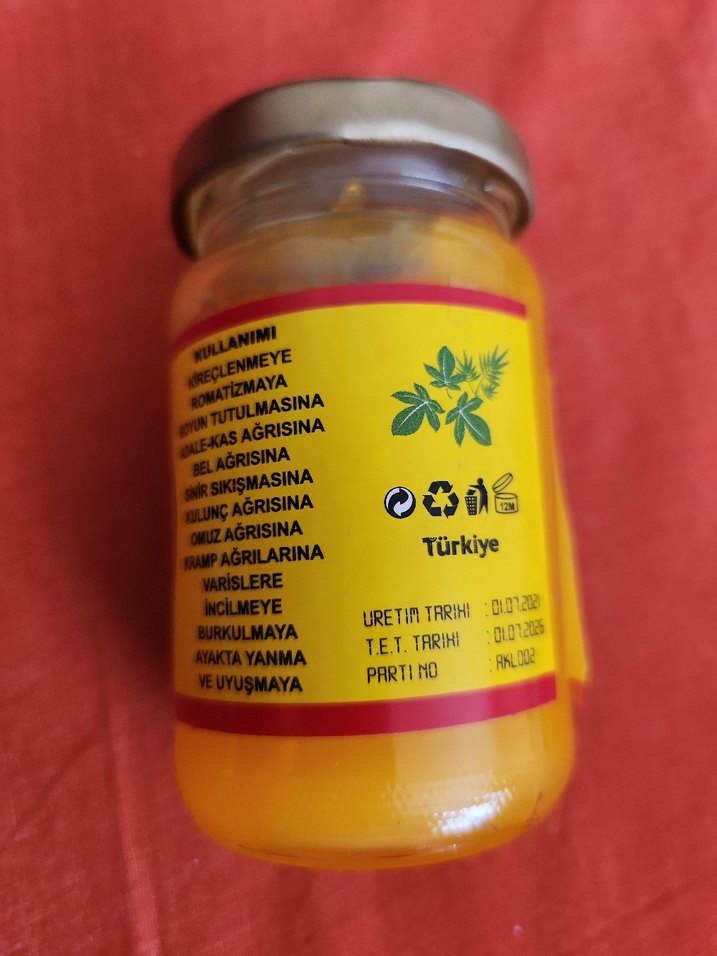 KULLANIMI
KİREÇLENMEYE
ROMATİZMAYA
BOYUN TUTULMASINA
ADALE-KAS AĞRISINA
BEL AĞRISINA
SİNİR SIKIŞMASINA
KULUNÇ AĞRISINA
OMUZ AĞRISINA
KRAMP AĞRILARINA
VARİSLERE
İNCİLMEYE
BURKULMAYA
AYAKTA YANMA
VE UYUŞMAYA
12M
Türkiye
URETIM TARIHI : 01.07.2021
T.E.T. TARIHI : 01.07.2026
PARTI NO : AKL002